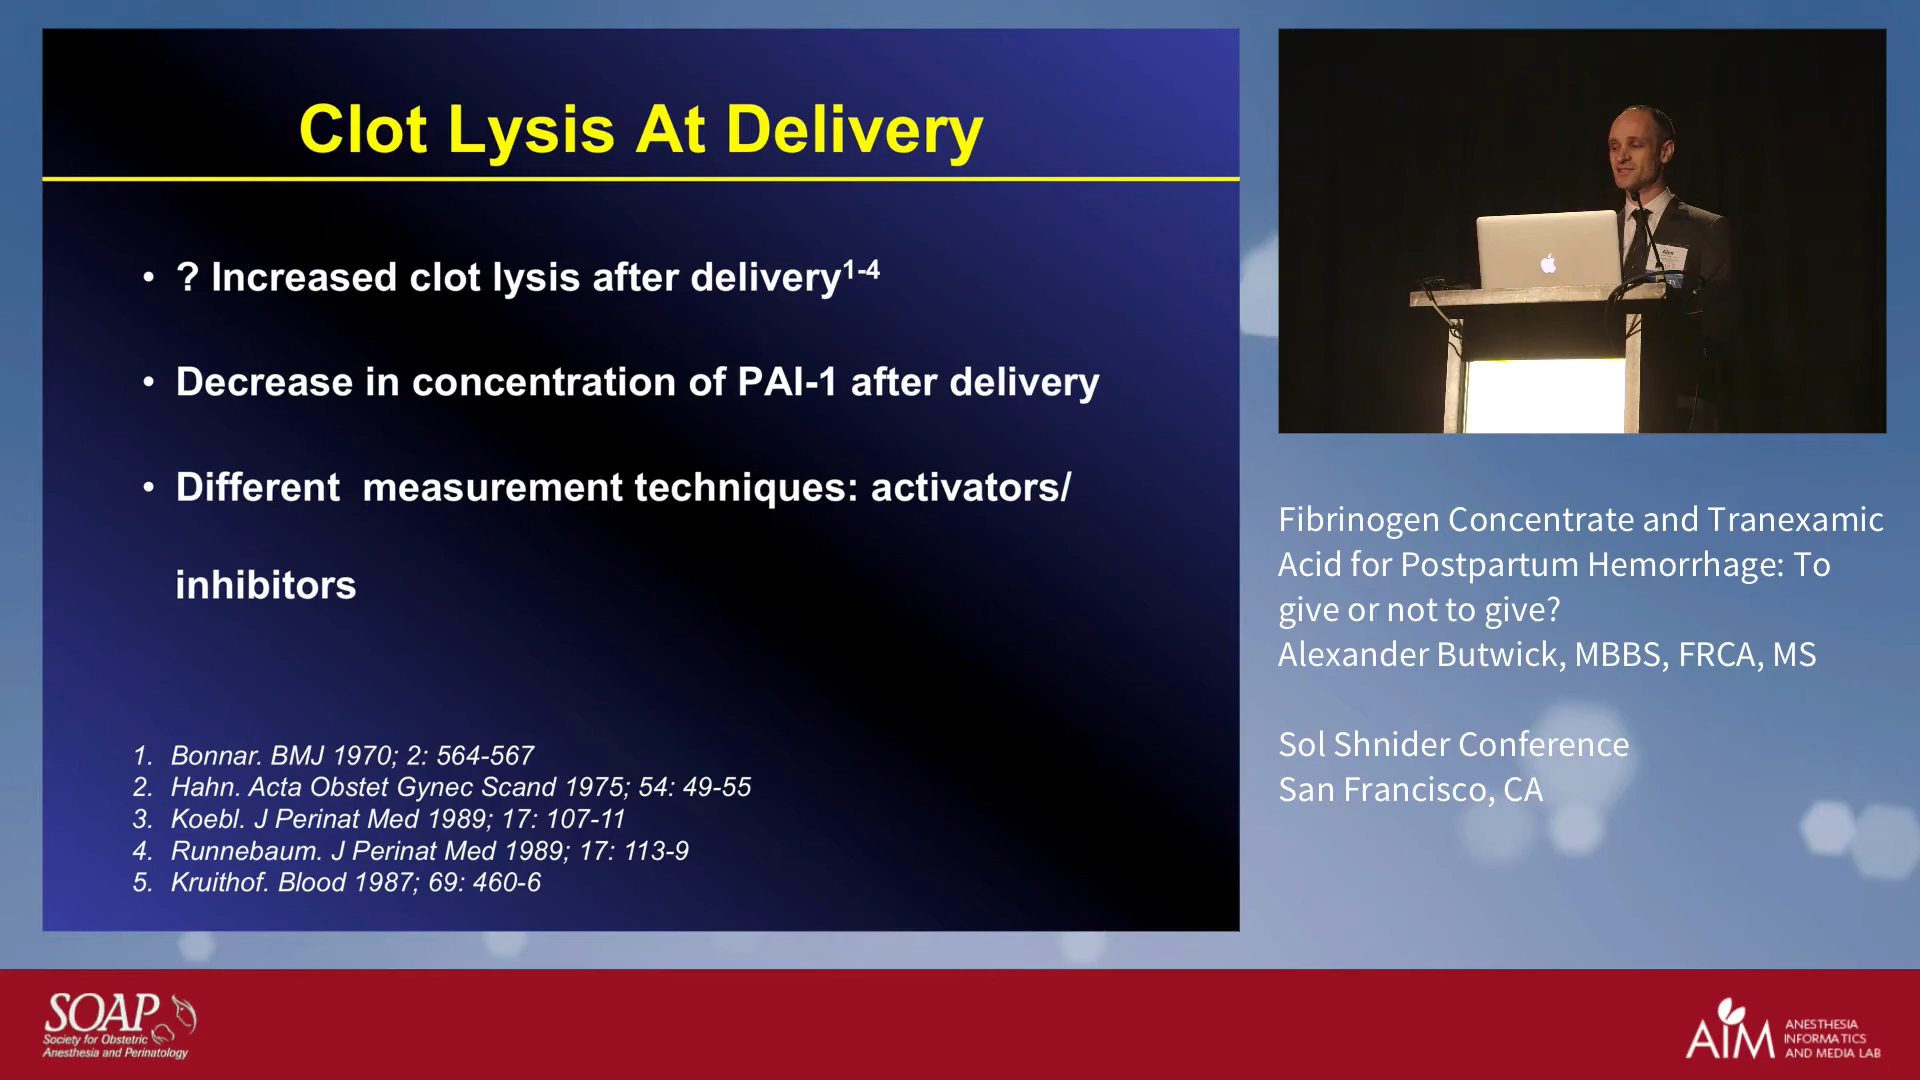 Clot Lysis At Delivery
• ? Increased clot lysis after delivery1-4
• Decrease in concentration of PAI-1 after delivery
• Different  measurement techniques: activators/
inhibitors
1. Bonnar. BMJ 1970; 2: 564-567
2. Hahn. Acta Obstet Gynec Scand 1975; 54: 49-55
3. Koebl. J Perinat Med 1989; 17: 107-11
4. Runnebaum. J Perinat Med 1989; 17: 113-9
5. Kruithof. Blood 1987; 69: 460-6
Fibrinogen Concentrate and Tranexamic
Acid for Postpartum Hemorrhage: To
give or not to give?
Alexander Butwick, MBBS, FRCA, MS
Sol Shnider Conference
San Francisco, CA
SOAP
Society for Obstetric
Anesthesia and Perinatology
AIM
ANESTHESIA
INFORMATICS
AND MEDIA LAB